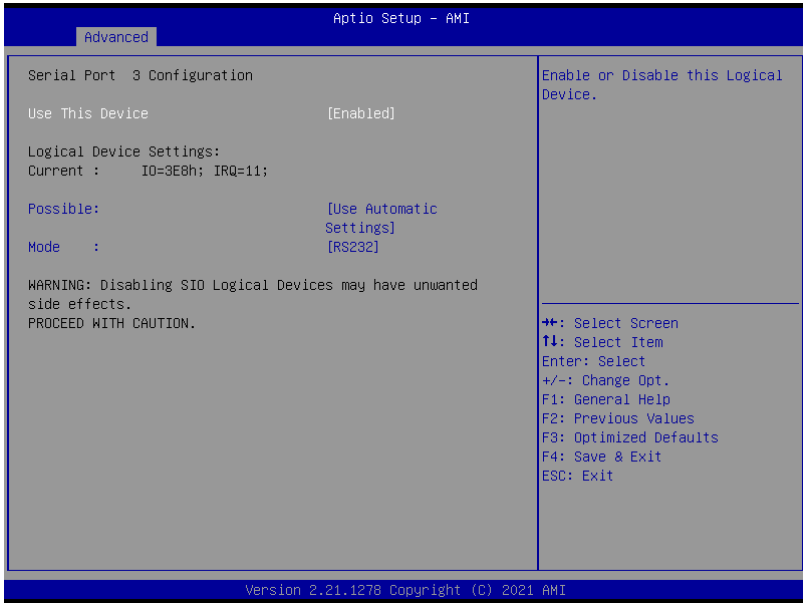 Aptio Setup – AMI
Advanced
Serial Port  3 Configuration
Use This Device [Enabled]
Logical Device Settings:
Current :     IO=3E8h; IRQ=11;
Possible: [Use Automatic
Settings]
Mode    : [RS232]
WARNING: Disabling SIO Logical Devices may have unwanted
side effects.
PROCEED WITH CAUTION.
Enable or Disable this Logical
Device.
→←: Select Screen
↑↓: Select Item
Enter: Select
+/-: Change Opt.
F1: General Help
F2: Previous Values
F3: Optimized Defaults
F4: Save & Exit
ESC: Exit
Version 2.21.1278 Copyright (C) 2021 AMI